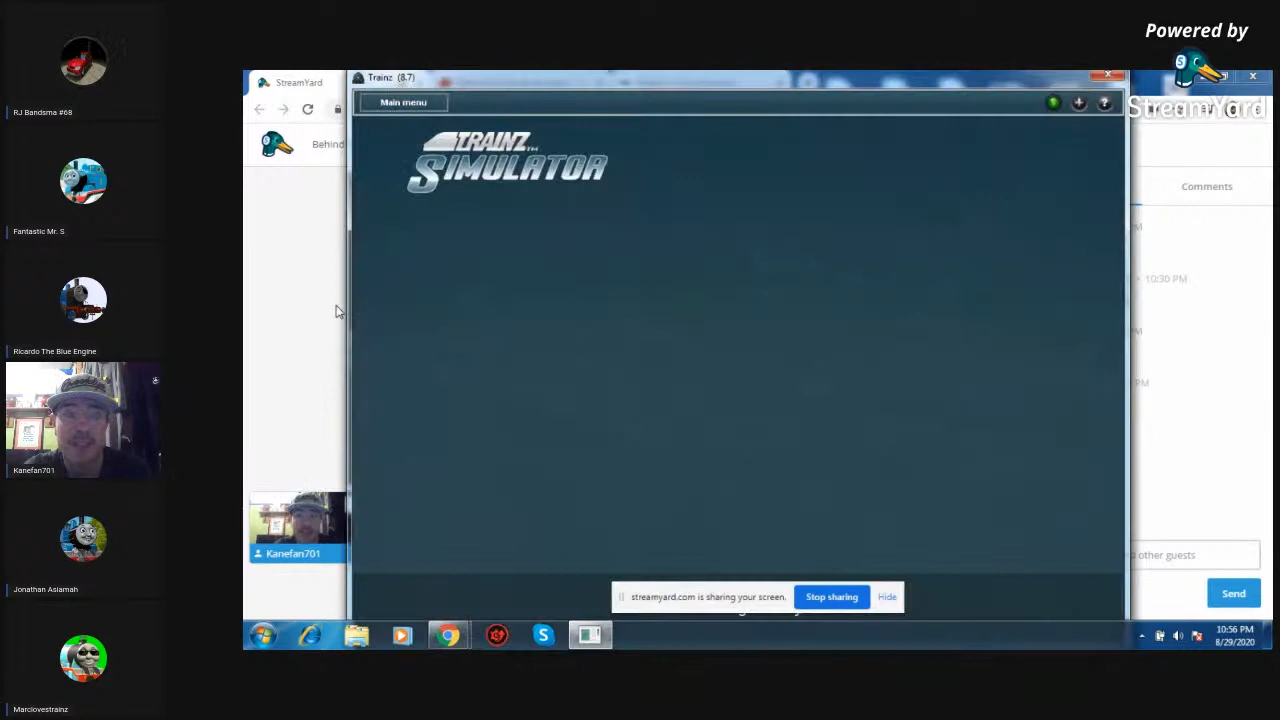 Powered by
StreamYard
RJ Bandsma #68
Fantastic Mr. S
Ricardo The Blue Engine
Kanefan701
Jonathan Asiamah
Marclovestrainz
StreamYard
Trainz (8.7)
Main menu
TRAINZ
SIMULATOR
Behind
Comments
10:30 PM
Kanefan701
other guests
Send
streamyard.com is sharing your screen.
Stop sharing
Hide
10:56 PM
8/29/2020